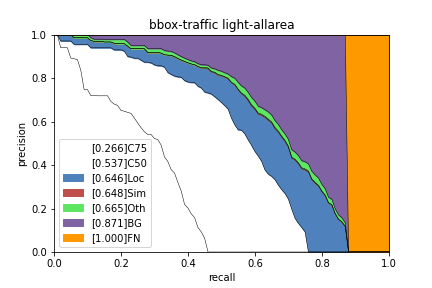 bbox-traffic light-allarea
1.0
0.8
0.6
0.4
0.2
0.0
precision
[0.266]C75
[0.537]C50
[0.646]Loc
[0.648]Sim
[0.665]Oth
[0.871]BG
[1.000]FN
0.0 0.2 0.4 0.6 0.8 1.0
recall